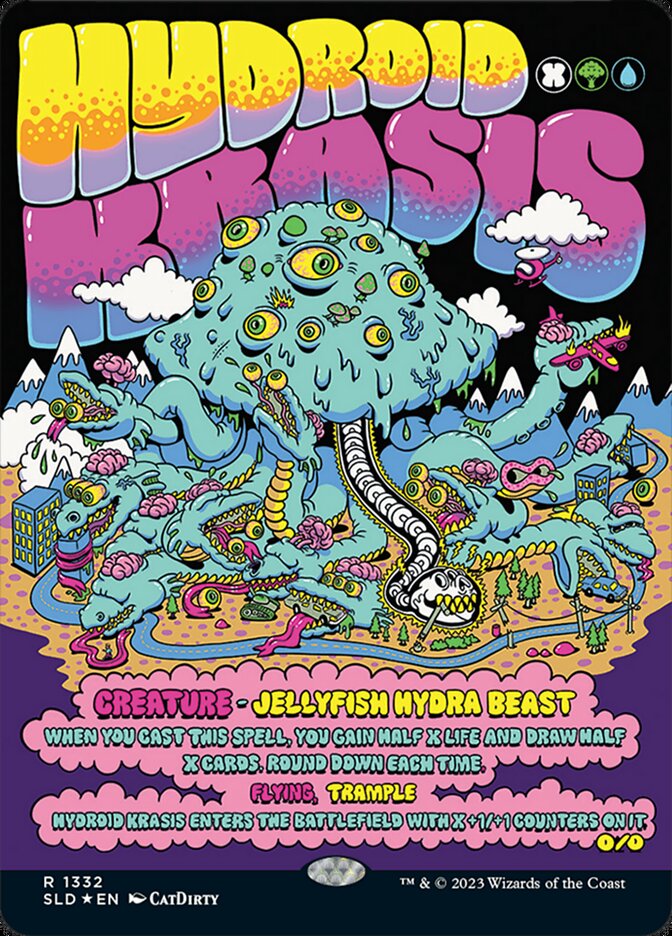 HYDROID
X
KRASIS
CREATURE - JELLYFISH HYDRA BEAST
WHEN YOU CAST THIS SPELL, YOU GAIN HALF X LIFE AND DRAW HALF
X CARDS. ROUND DOWN EACH TIME.
FLYING, TRAMPLE
HYDROID KRASIS ENTERS THE BATTLEFIELD WITH X +1/+1 COUNTERS ON IT.
0/0
R 1332
SLD ★ EN CATDIRTY
™ & © 2023 Wizards of the Coast